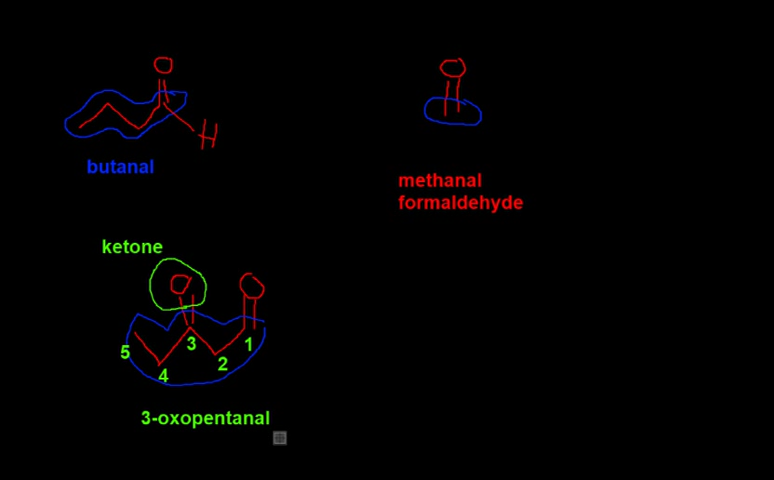 O
O
H
butanal
methanal
formaldehyde
ketone
O
O
5
3
1
4
2
3-oxopentanal